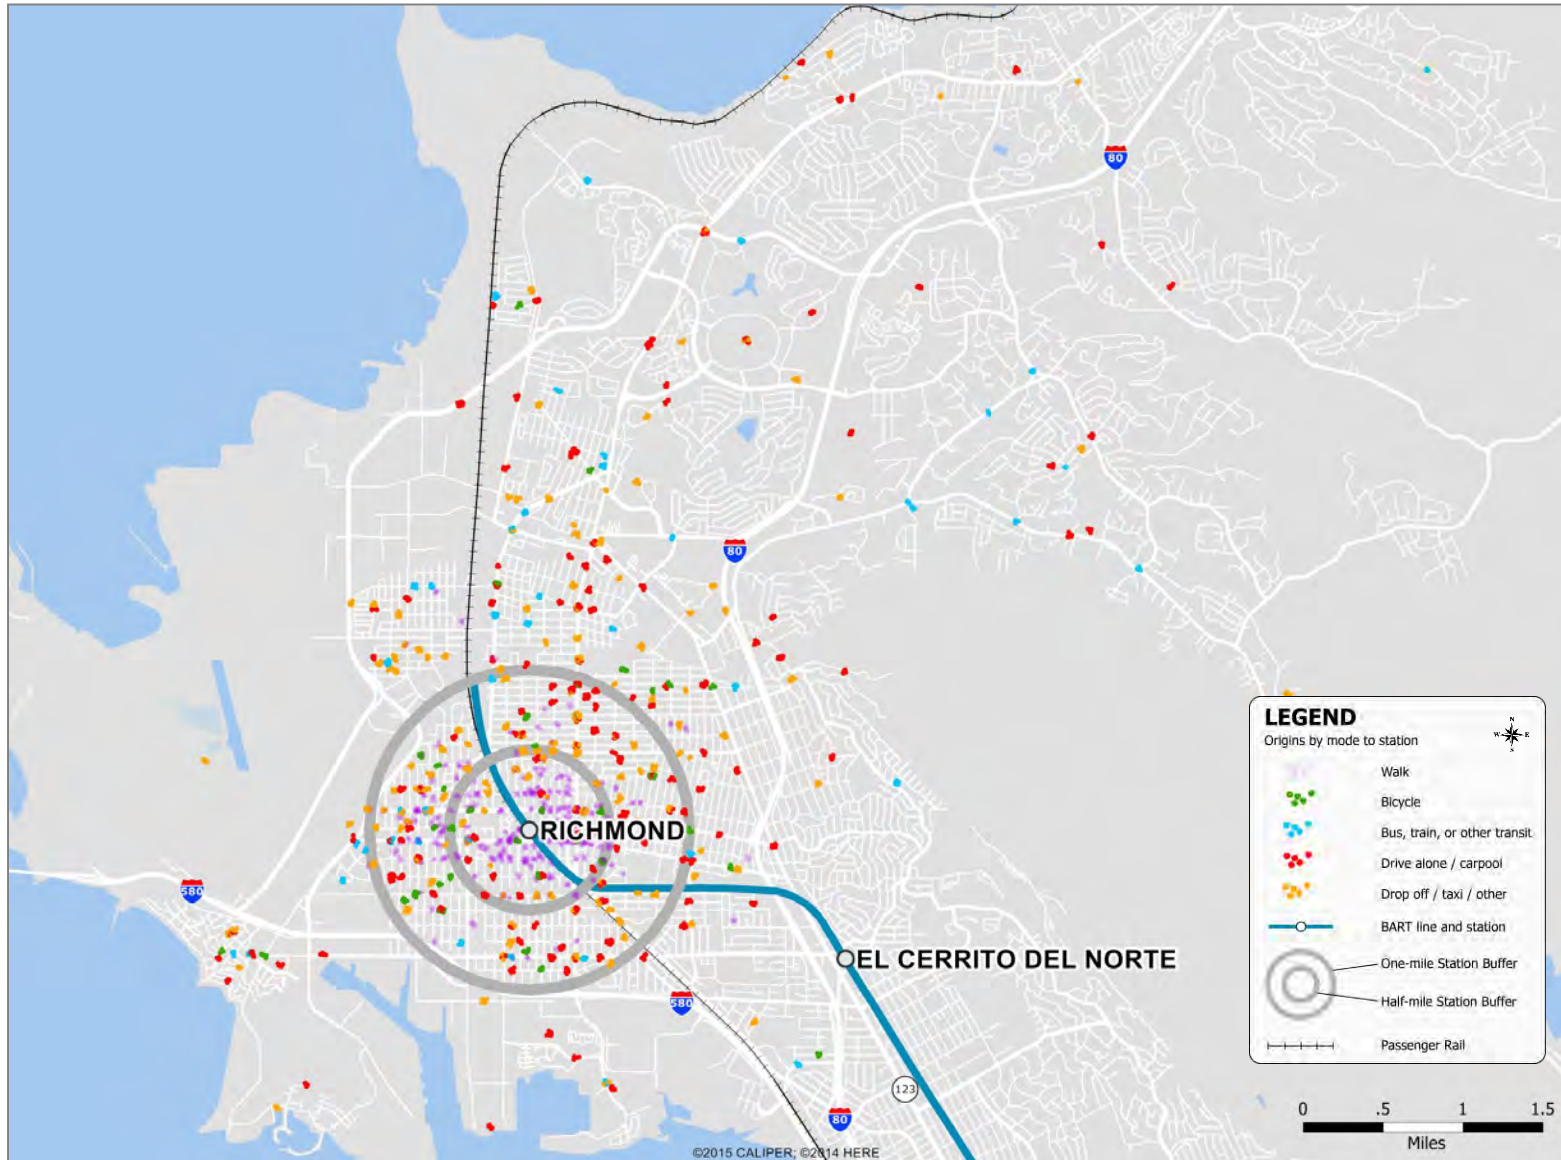 80
80
RICHMOND
580
EL CERRITO DEL NORTE
580
123
80
LEGEND
Origins by mode to station
N
W
E
S
Walk
Bicycle
Bus, train, or other transit
Drive alone / carpool
Drop off / taxi / other
BART line and station
One-mile Station Buffer
Half-mile Station Buffer
Passenger Rail
0 .5 1 1.5
Miles
©2015 CALIPER; ©2014 HERE